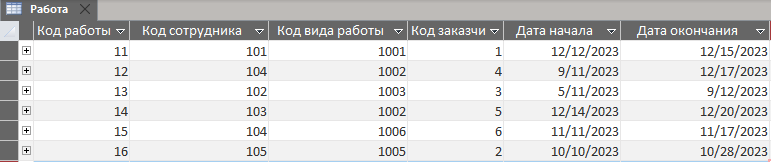 Работа
Код работы Код сотрудника Код вида работы Код заказчи Дата начала Дата окончания
11 101 1001 1 12/12/2023 12/15/2023
12 104 1002 4 9/11/2023 12/17/2023
13 102 1003 3 5/11/2023 9/12/2023
14 103 1002 5 12/14/2023 12/20/2023
15 104 1006 6 11/11/2023 11/17/2023
16 105 1005 2 10/10/2023 10/28/2023